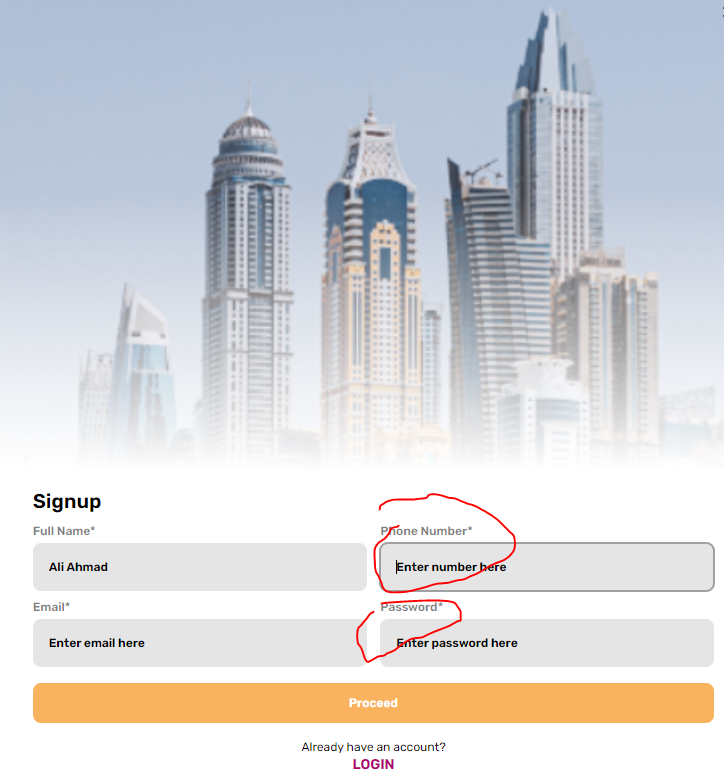 Signup
Full Name*
Phone Number*
Ali Ahmad
Enter number here
Email*
Password*
Enter email here
Enter password here
Proceed
Already have an account?
LOGIN